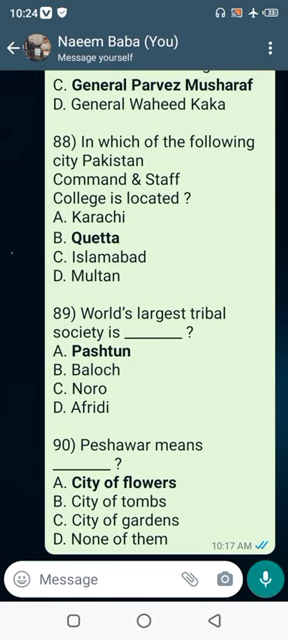 10:24
33
Naeem Baba (You)
Message yourself
C. General Parvez Musharaf
D. General Waheed Kaka
88) In which of the following
city Pakistan
Command & Staff
College is located ?
A. Karachi
B. Quetta
C. Islamabad
D. Multan
89) World's largest tribal
society is ________ ?
A. Pashtun
B. Baloch
C. Noro
D. Afridi
90) Peshawar means
________ ?
A. City of flowers
B. City of tombs
C. City of gardens
D. None of them
10:17 AM
Message